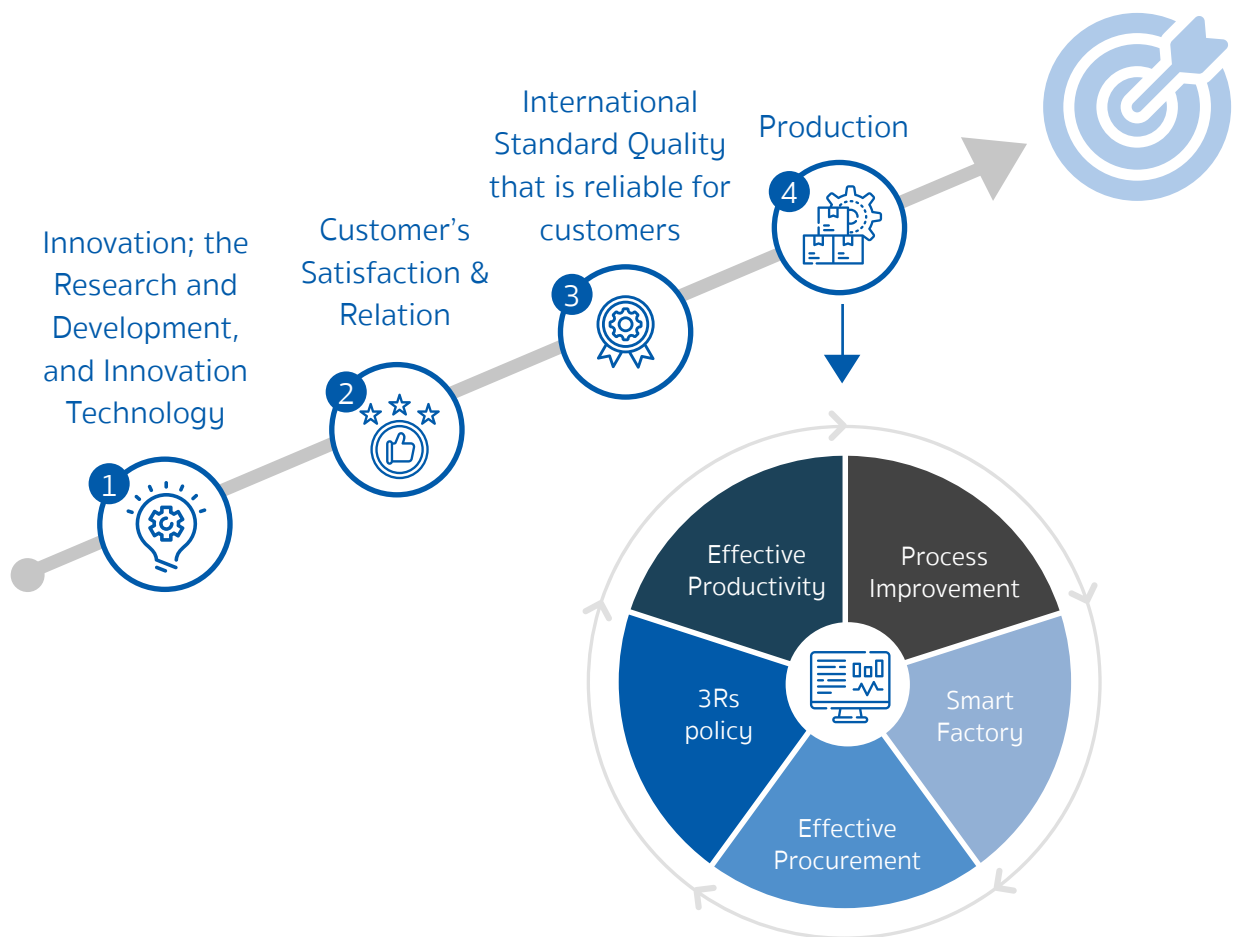 1
Innovation; the
Research and
Development,
and Innovation
Technology
2
Customer’s
Satisfaction &
Relation
3
International
Standard Quality
that is reliable for
customers
4
Production
Process
Improvement
Smart
Factory
Effective
Procurement
3Rs
policy
Effective
Productivity